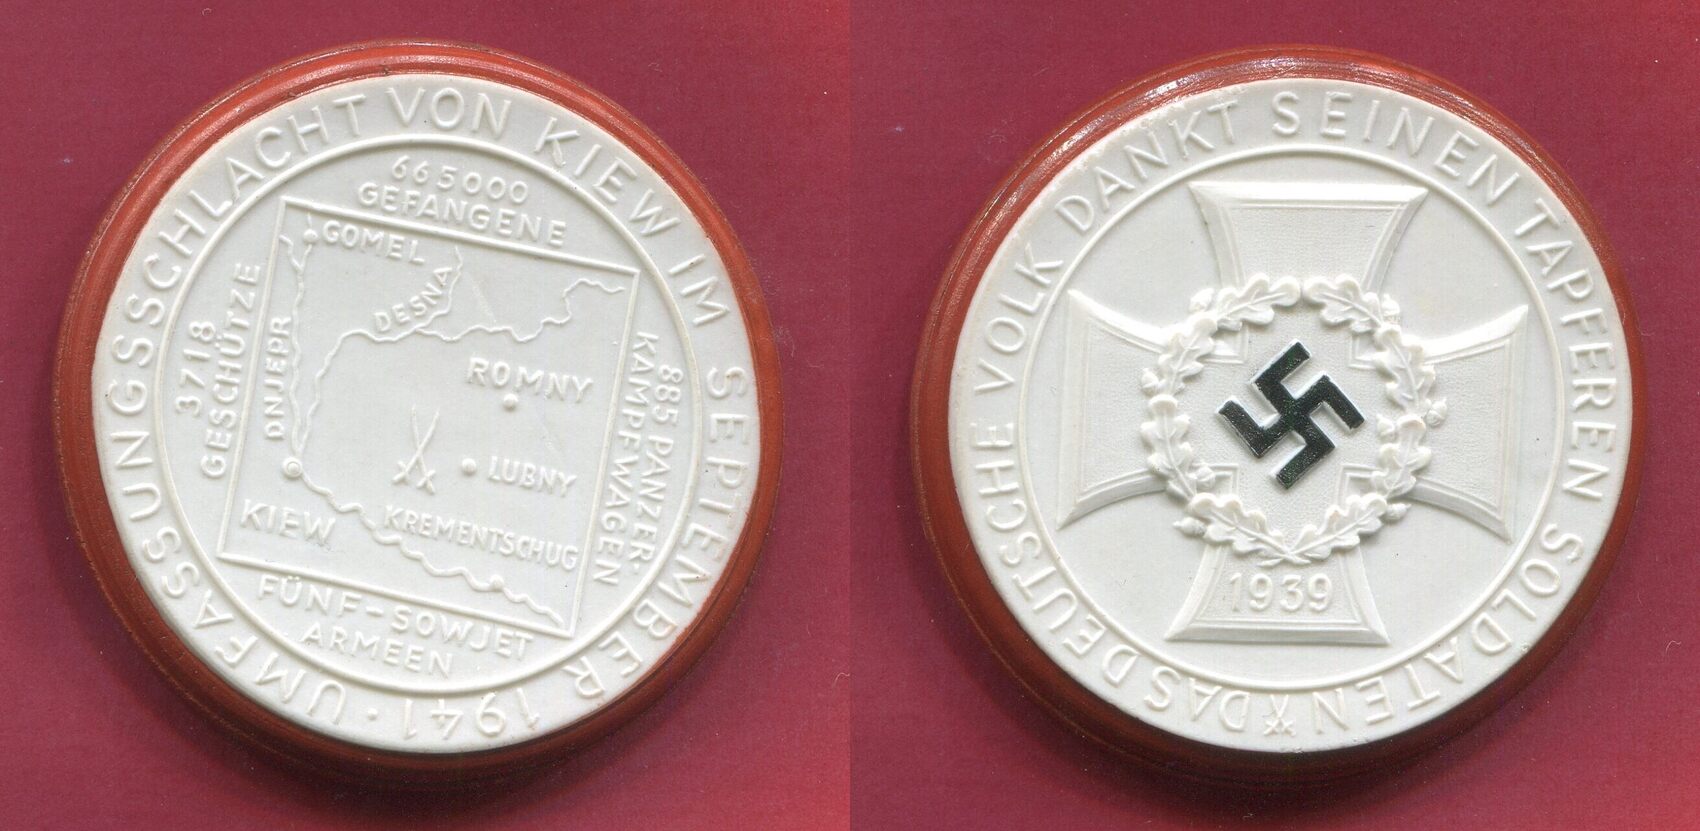 UMFASSUNGSSCHLACHT VON KIEW IM SEPTEMBER 1941 ·
665000
GEFANGENE
3718
GESCHÜTZE
885 PANZER-
KAMPFWAGEN
GOMEL
DESNA
DNJEPR
ROMNY
LUBNY
KIEW
KREMENTSCHUG
FÜNF-SOWJET
ARMEEN
DAS DEUTSCHE VOLK DANKT SEINEN TAPFEREN SOLDATEN
1939